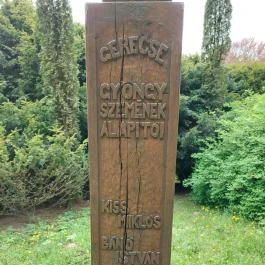 GERECSE
GYÖNGY-
SZEMÉNEK
ALAPÍTÓI
KISS
MIKLÓS
BÁNÓ
ISTVÁN